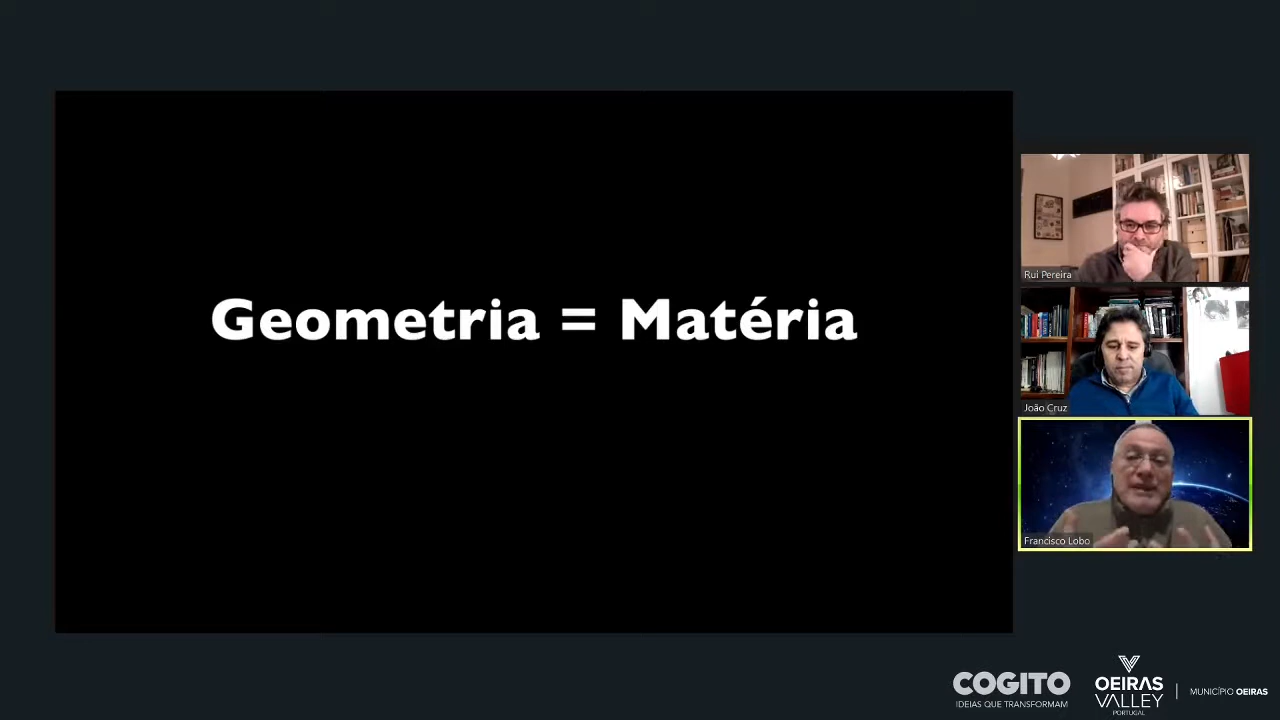 Geometria = Matéria
Rui Pereira
João Cruz
Francisco Lobo
COGITO
IDEIAS QUE TRANSFORMAM
OEIRAS
VALLEY
PORTUGAL
MUNICÍPIO OEIRAS